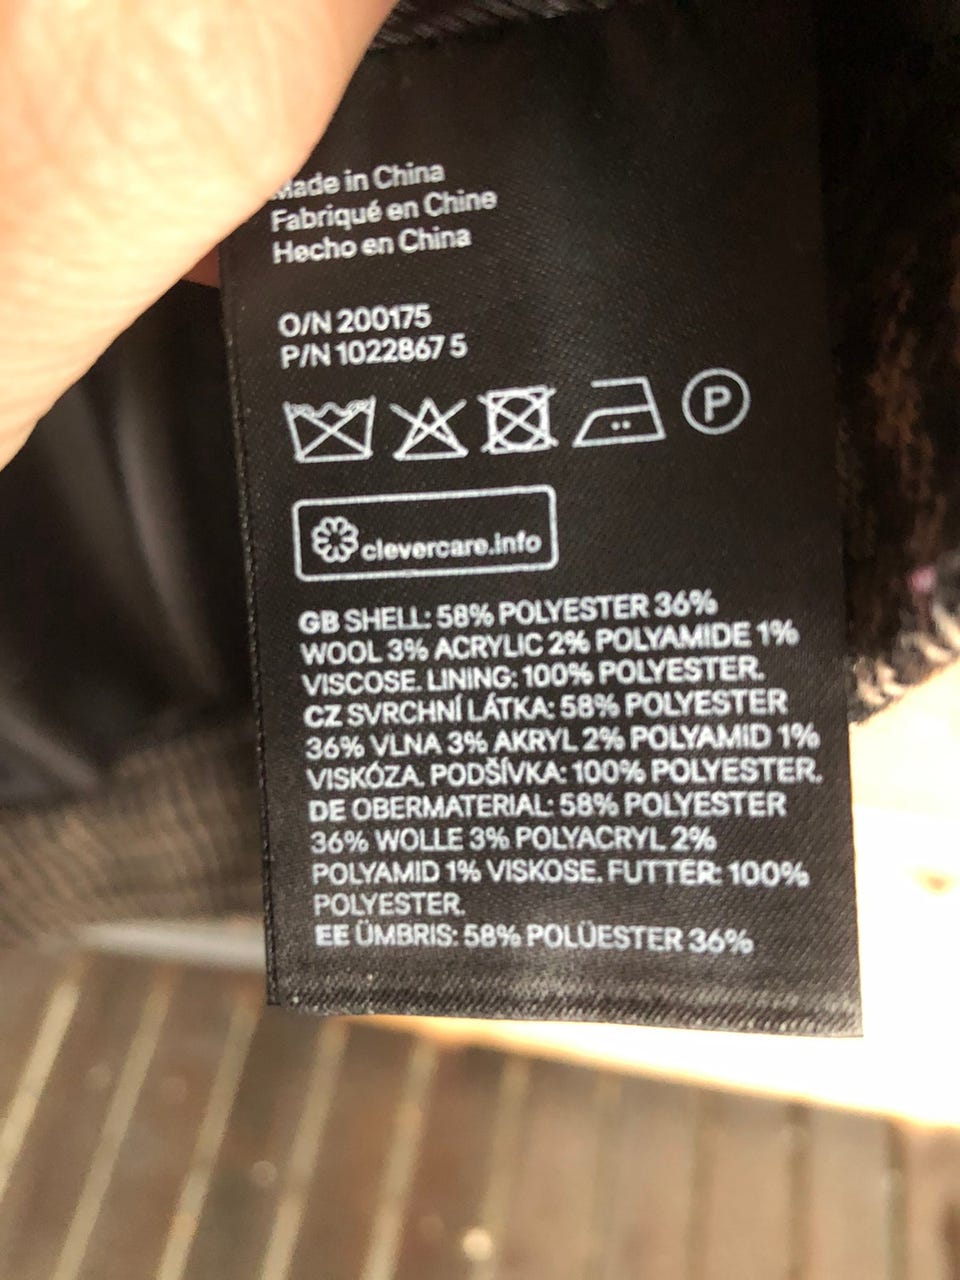 Made in China
Fabriqué en Chine
Hecho en China
O/N 200175
P/N 1022867 5
P
clevercare.info
GB SHELL: 58% POLYESTER 36%
WOOL 3% ACRYLIC 2% POLYAMIDE 1%
VISCOSE. LINING: 100% POLYESTER.
CZ SVRCHNÍ LÁTKA: 58% POLYESTER
36% VLNA 3% AKRYL 2% POLYAMID 1%
VISKÓZA. PODŠÍVKA: 100% POLYESTER.
DE OBERMATERIAL: 58% POLYESTER
36% WOLLE 3% POLYACRYL 2%
POLYAMID 1% VISKOSE. FUTTER: 100%
POLYESTER.
EE ÜMBRIS: 58% POLÜESTER 36%